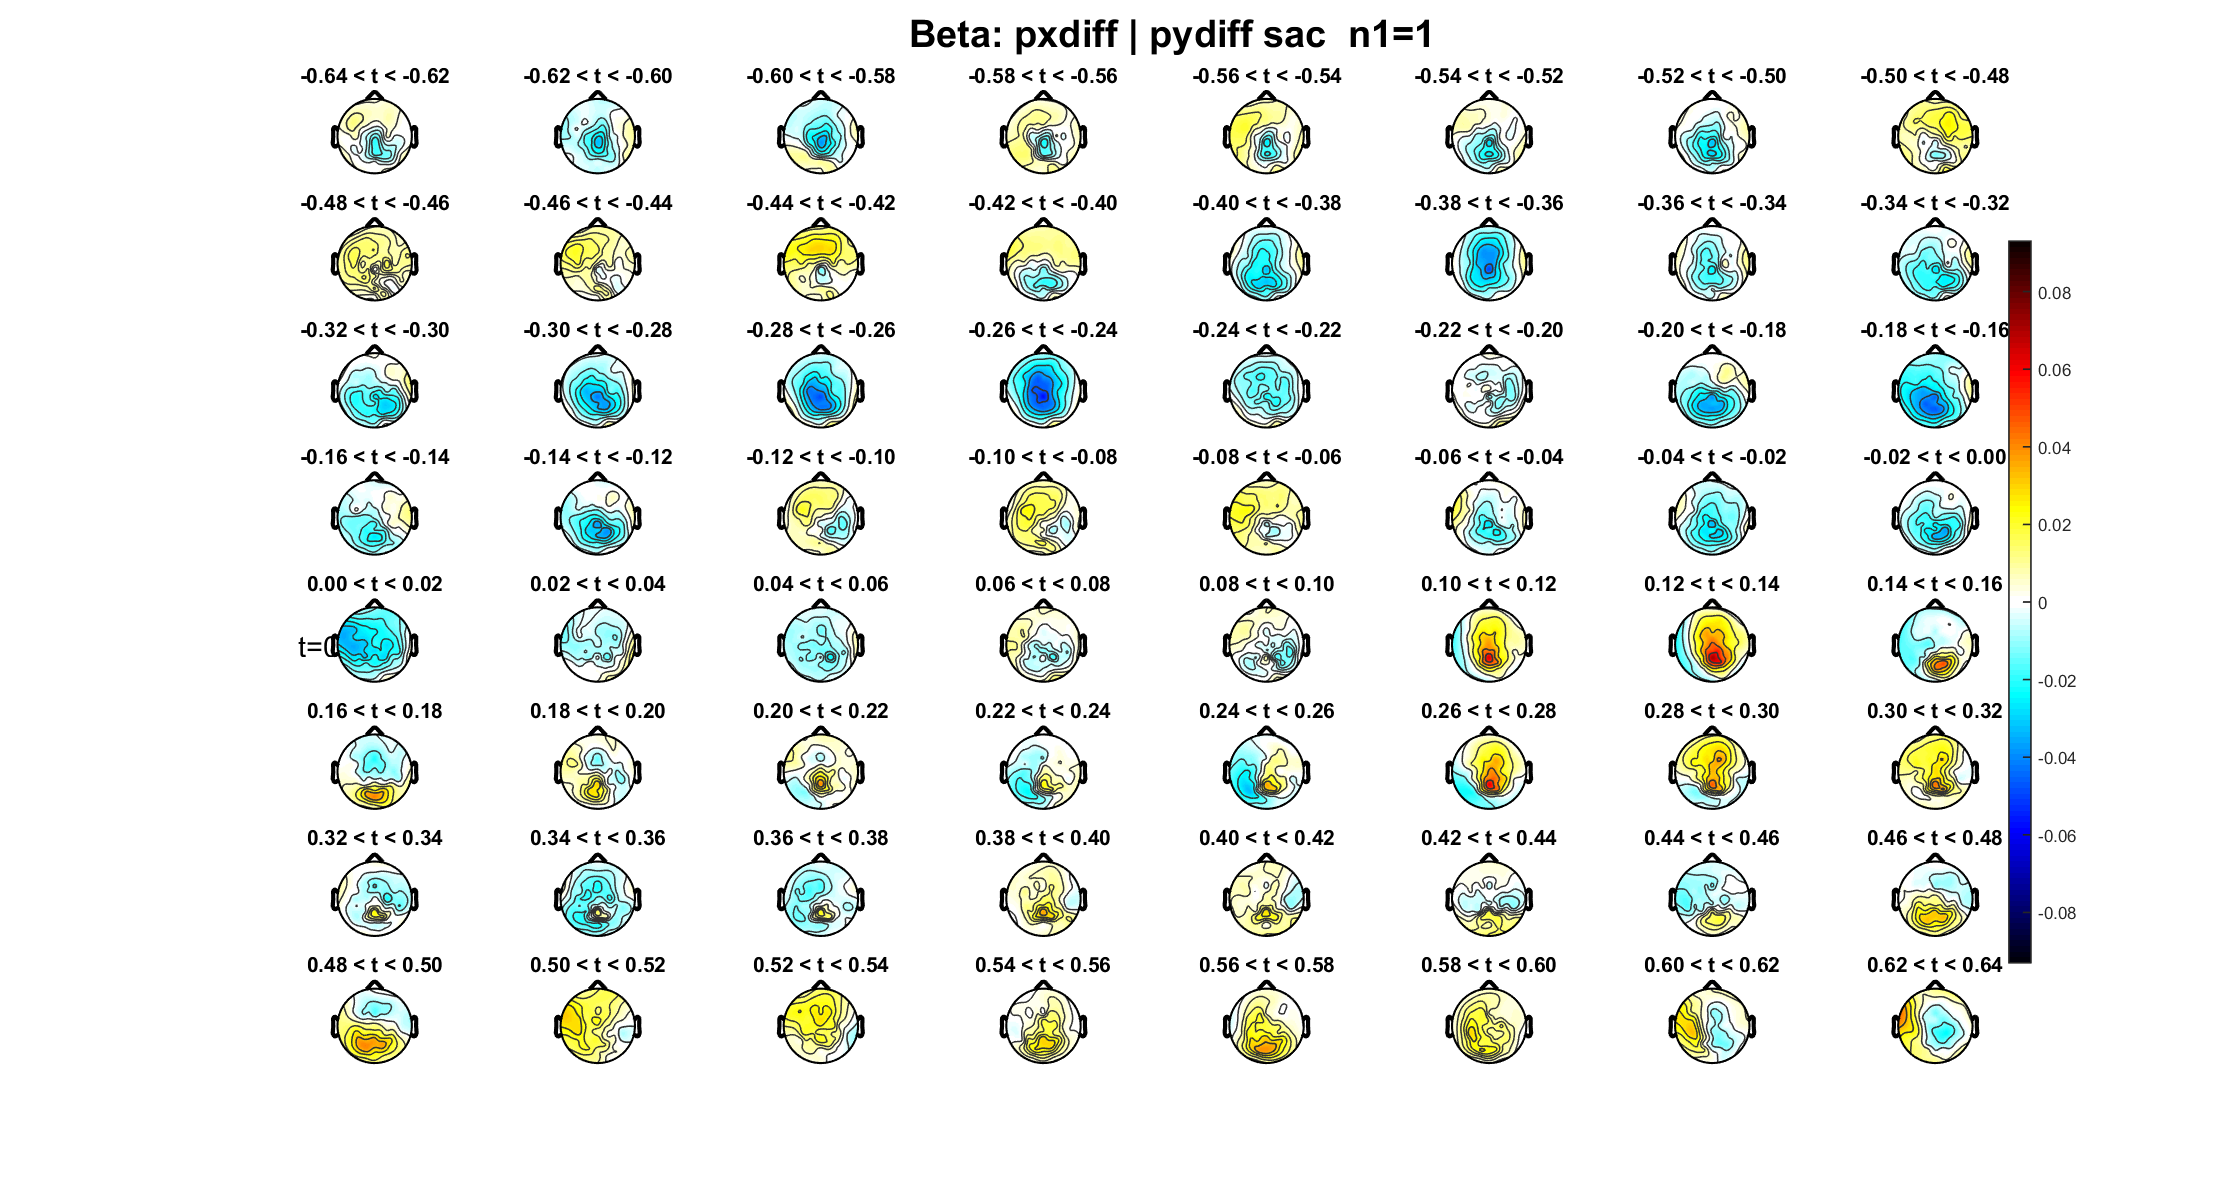 Beta: pxdiff | pydiff sac  n1=1
-0.64 < t < -0.62
-0.62 < t < -0.60
-0.60 < t < -0.58
-0.58 < t < -0.56
-0.56 < t < -0.54
-0.54 < t < -0.52
-0.52 < t < -0.50
-0.50 < t < -0.48
-0.48 < t < -0.46
-0.46 < t < -0.44
-0.44 < t < -0.42
-0.42 < t < -0.40
-0.40 < t < -0.38
-0.38 < t < -0.36
-0.36 < t < -0.34
-0.34 < t < -0.32
-0.32 < t < -0.30
-0.30 < t < -0.28
-0.28 < t < -0.26
-0.26 < t < -0.24
-0.24 < t < -0.22
-0.22 < t < -0.20
-0.20 < t < -0.18
-0.18 < t < -0.16
-0.16 < t < -0.14
-0.14 < t < -0.12
-0.12 < t < -0.10
-0.10 < t < -0.08
-0.08 < t < -0.06
-0.06 < t < -0.04
-0.04 < t < -0.02
-0.02 < t < 0.00
0.00 < t < 0.02
0.02 < t < 0.04
0.04 < t < 0.06
0.06 < t < 0.08
0.08 < t < 0.10
0.10 < t < 0.12
0.12 < t < 0.14
0.14 < t < 0.16
t=0
0.16 < t < 0.18
0.18 < t < 0.20
0.20 < t < 0.22
0.22 < t < 0.24
0.24 < t < 0.26
0.26 < t < 0.28
0.28 < t < 0.30
0.30 < t < 0.32
0.32 < t < 0.34
0.34 < t < 0.36
0.36 < t < 0.38
0.38 < t < 0.40
0.40 < t < 0.42
0.42 < t < 0.44
0.44 < t < 0.46
0.46 < t < 0.48
0.48 < t < 0.50
0.50 < t < 0.52
0.52 < t < 0.54
0.54 < t < 0.56
0.56 < t < 0.58
0.58 < t < 0.60
0.60 < t < 0.62
0.62 < t < 0.64
0.08
0.06
0.04
0.02
0
-0.02
-0.04
-0.06
-0.08